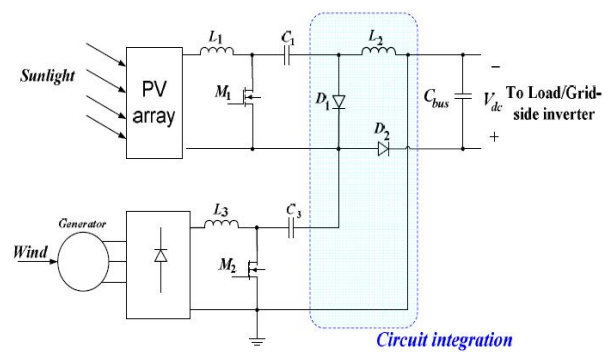 L1
C1
L2
Sunlight
PV
array
M1
D1
D2
Cbus
−
Vdc
+
To Load/Grid-
side inverter
Generator
Wind
L3
C3
M2
Circuit integration